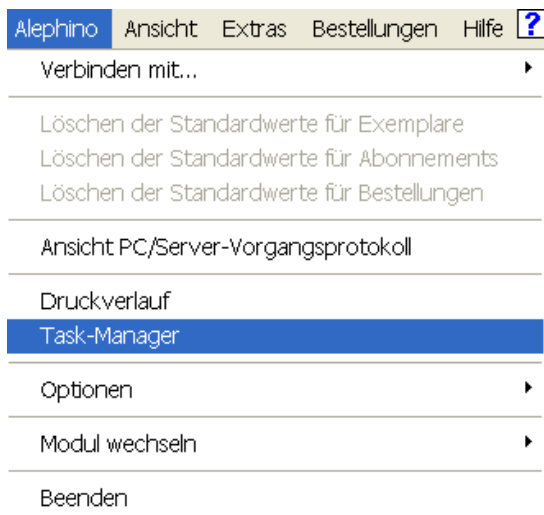 Alephino Ansicht Extras Bestellungen Hilfe ?
Verbinden mit...
Löschen der Standardwerte für Exemplare
Löschen der Standardwerte für Abonnements
Löschen der Standardwerte für Bestellungen
Ansicht PC/Server-Vorgangsprotokoll
Druckverlauf
Task-Manager
Optionen
Modul wechseln
Beenden